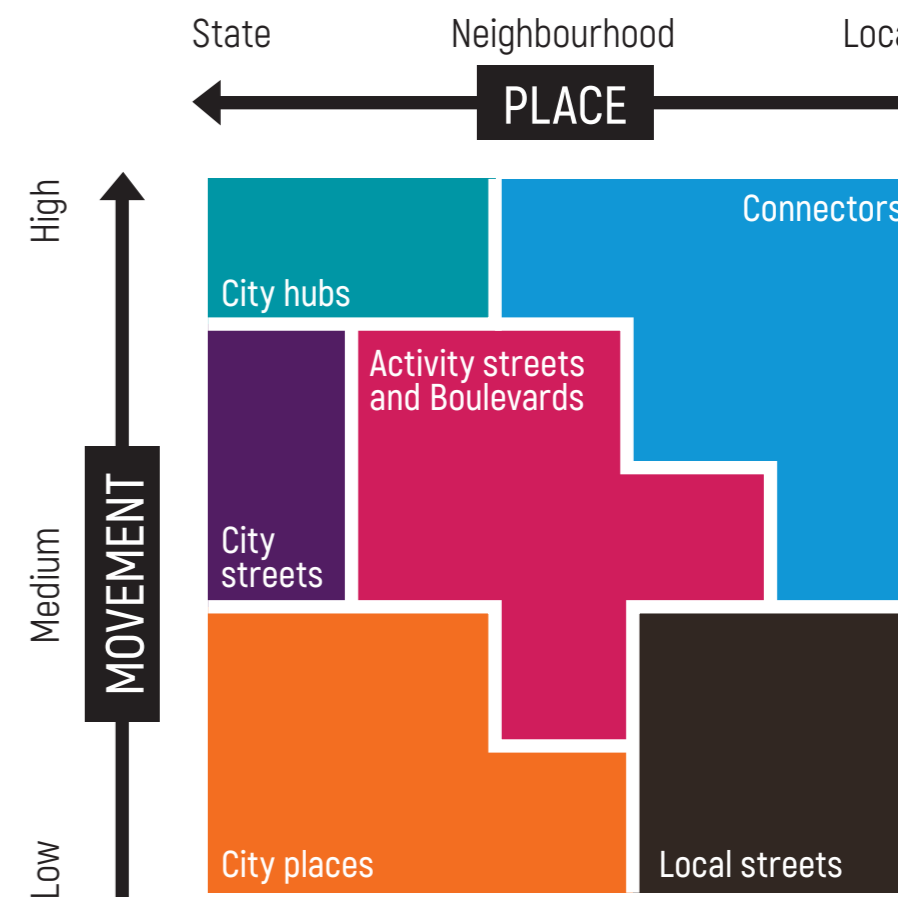 State Neighbourhood
PLACE
High
Connectors
City hubs
Activity streets
and Boulevards
MOVEMENT
Medium
City
streets
Low
City places
Local streets